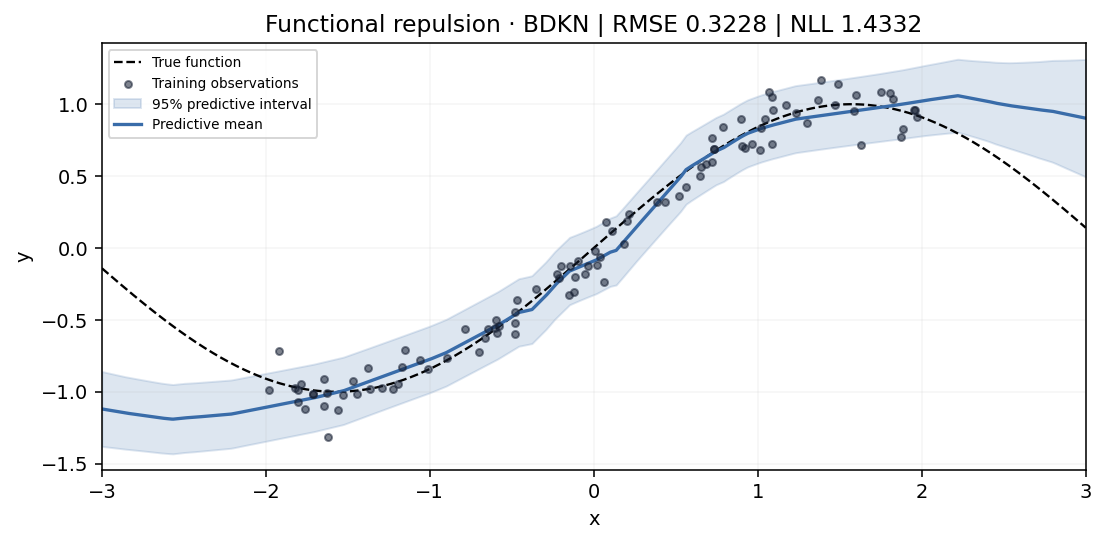 Functional repulsion · BDKN | RMSE 0.3228 | NLL 1.4332
True function
Training observations
95% predictive interval
Predictive mean
1.0
0.5
0.0
−0.5
−1.0
−1.5
y
−3
−2
−1
0
1
2
3
x